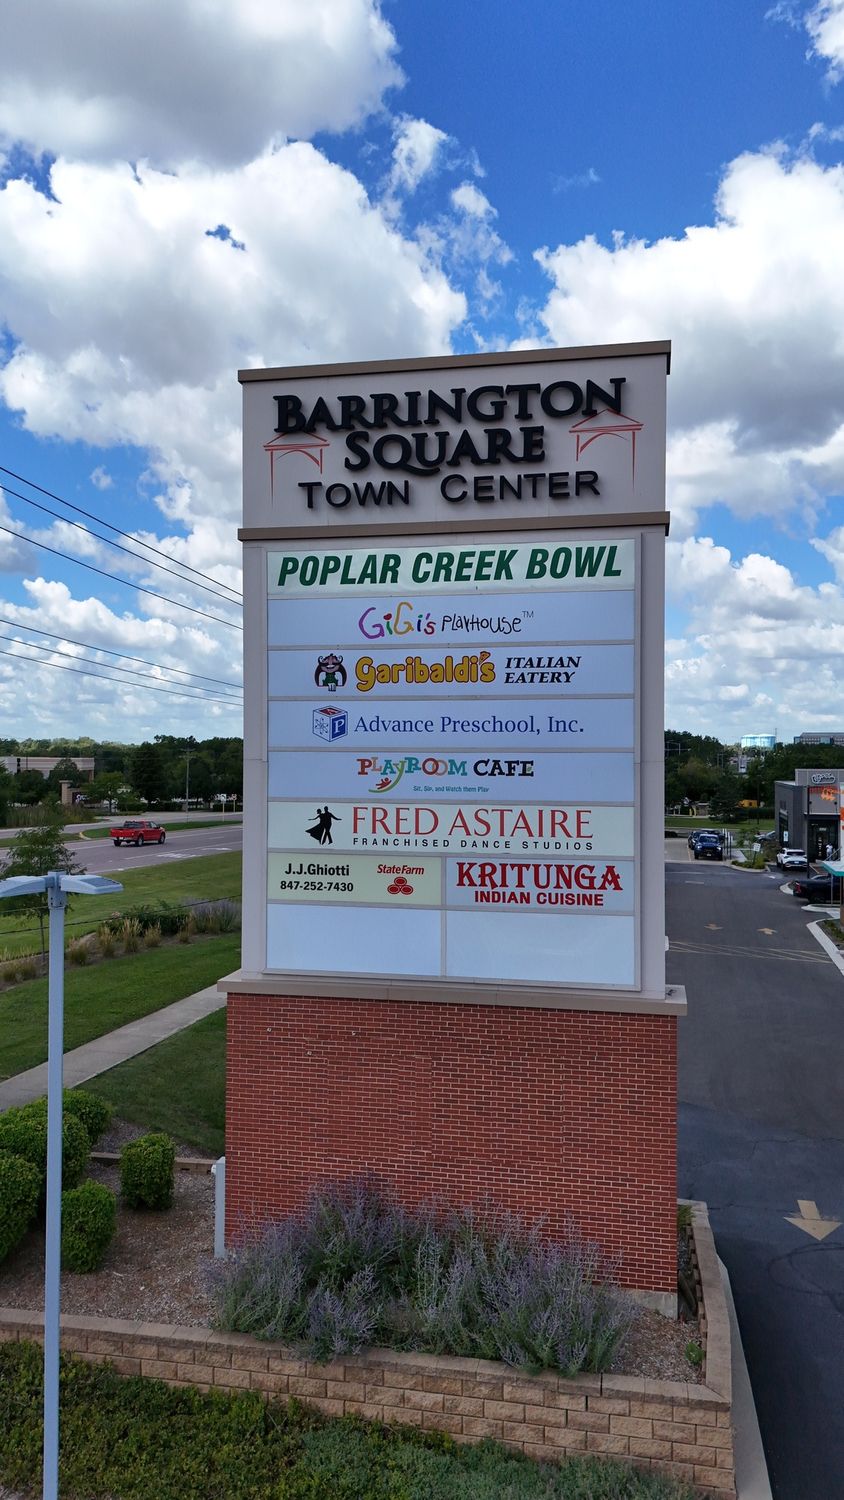 BARRINGTON
SQUARE
TOWN CENTER
POPLAR CREEK BOWL
GiGi's PLAYHOUSE™
Garibaldi's ITALIAN
EATERY
P Advance Preschool, Inc.
PLAYROOM CAFE
Sit, Sip, and Watch them Play
FRED ASTAIRE
FRANCHISED DANCE STUDIOS
J.J.Ghiotti StateFarm
847-252-7430
KRITUNGA
INDIAN CUISINE